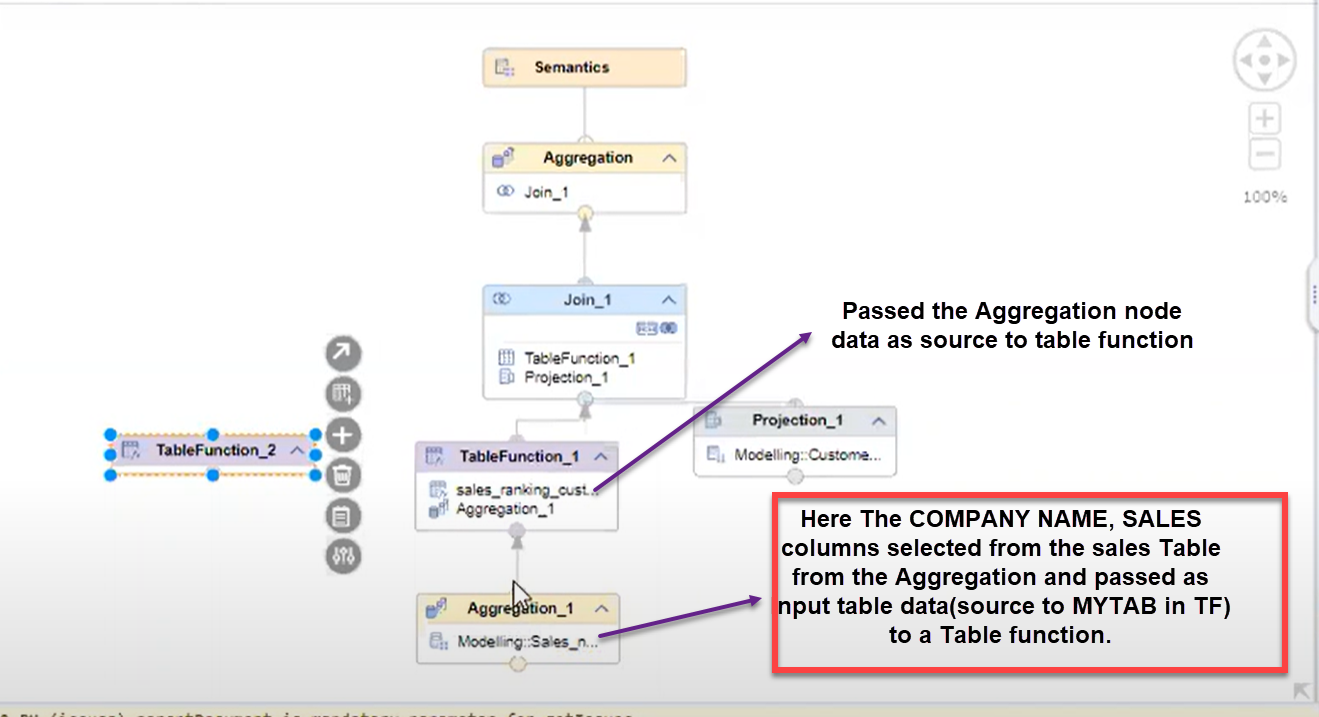 Semantics
Aggregation
Join_1
100%
Join_1
TableFunction_1
Projection_1
Passed the Aggregation node
data as source to table function
TableFunction_2
TableFunction_1
sales_ranking_cust...
Aggregation_1
Projection_1
Modelling::Custome...
Here The COMPANY NAME, SALES
columns selected from the sales Table
from the Aggregation and passed as
nput table data(source to MYTAB in TF)
to a Table function.
Aggregation_1
Modelling::Sales_n...